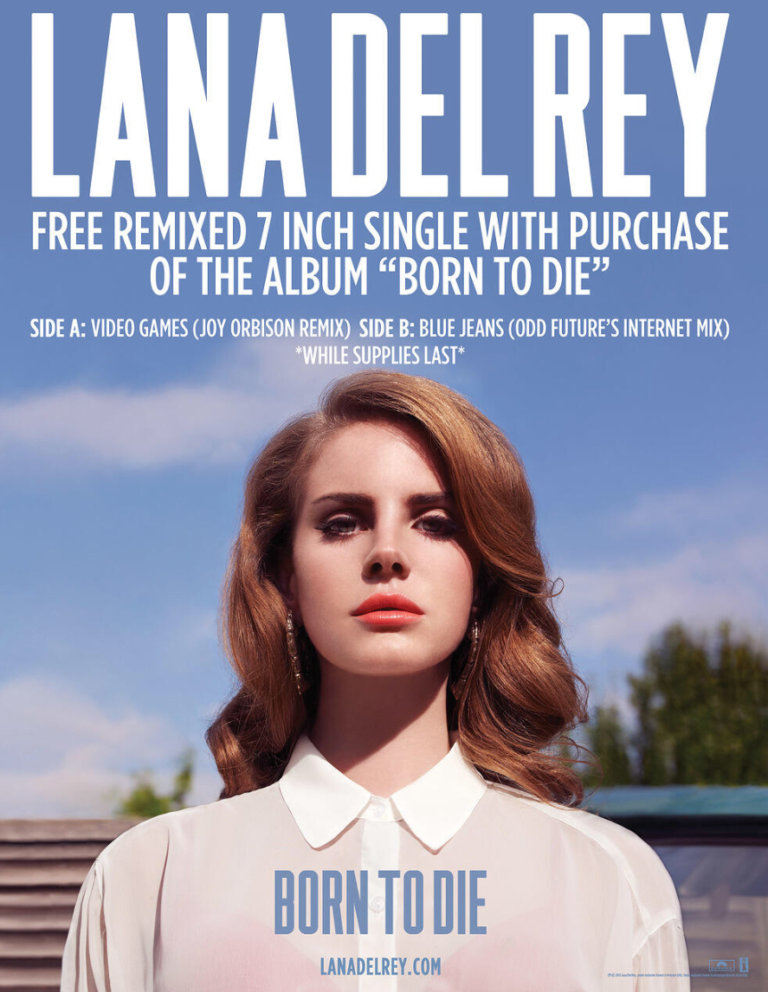 LANA DEL REY
FREE REMIXED 7 INCH SINGLE WITH PURCHASE
OF THE ALBUM “BORN TO DIE”
SIDE A: VIDEO GAMES (JOY ORBISON REMIX) SIDE B: BLUE JEANS (ODD FUTURE'S INTERNET MIX)
*WHILE SUPPLIES LAST*
BORN TO DIE
LANADELREY.COM